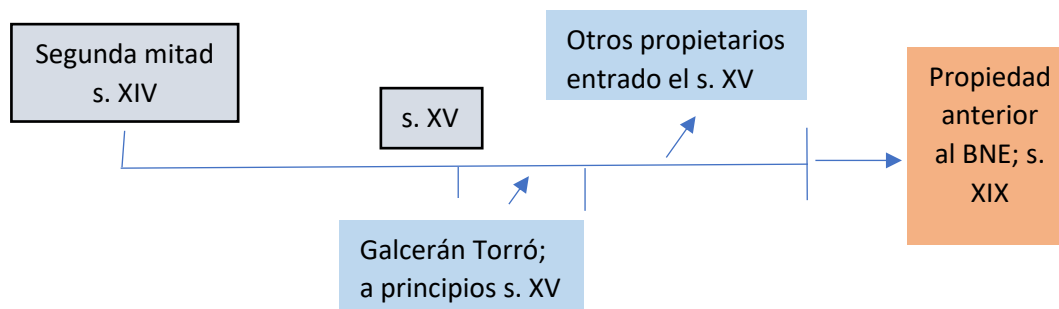 Segunda mitad
s. XIV
s. XV
Galcerán Torró;
a principios s. XV
Otros propietarios
entrado el s. XV
Propiedad
anterior
al BNE; s.
XIX